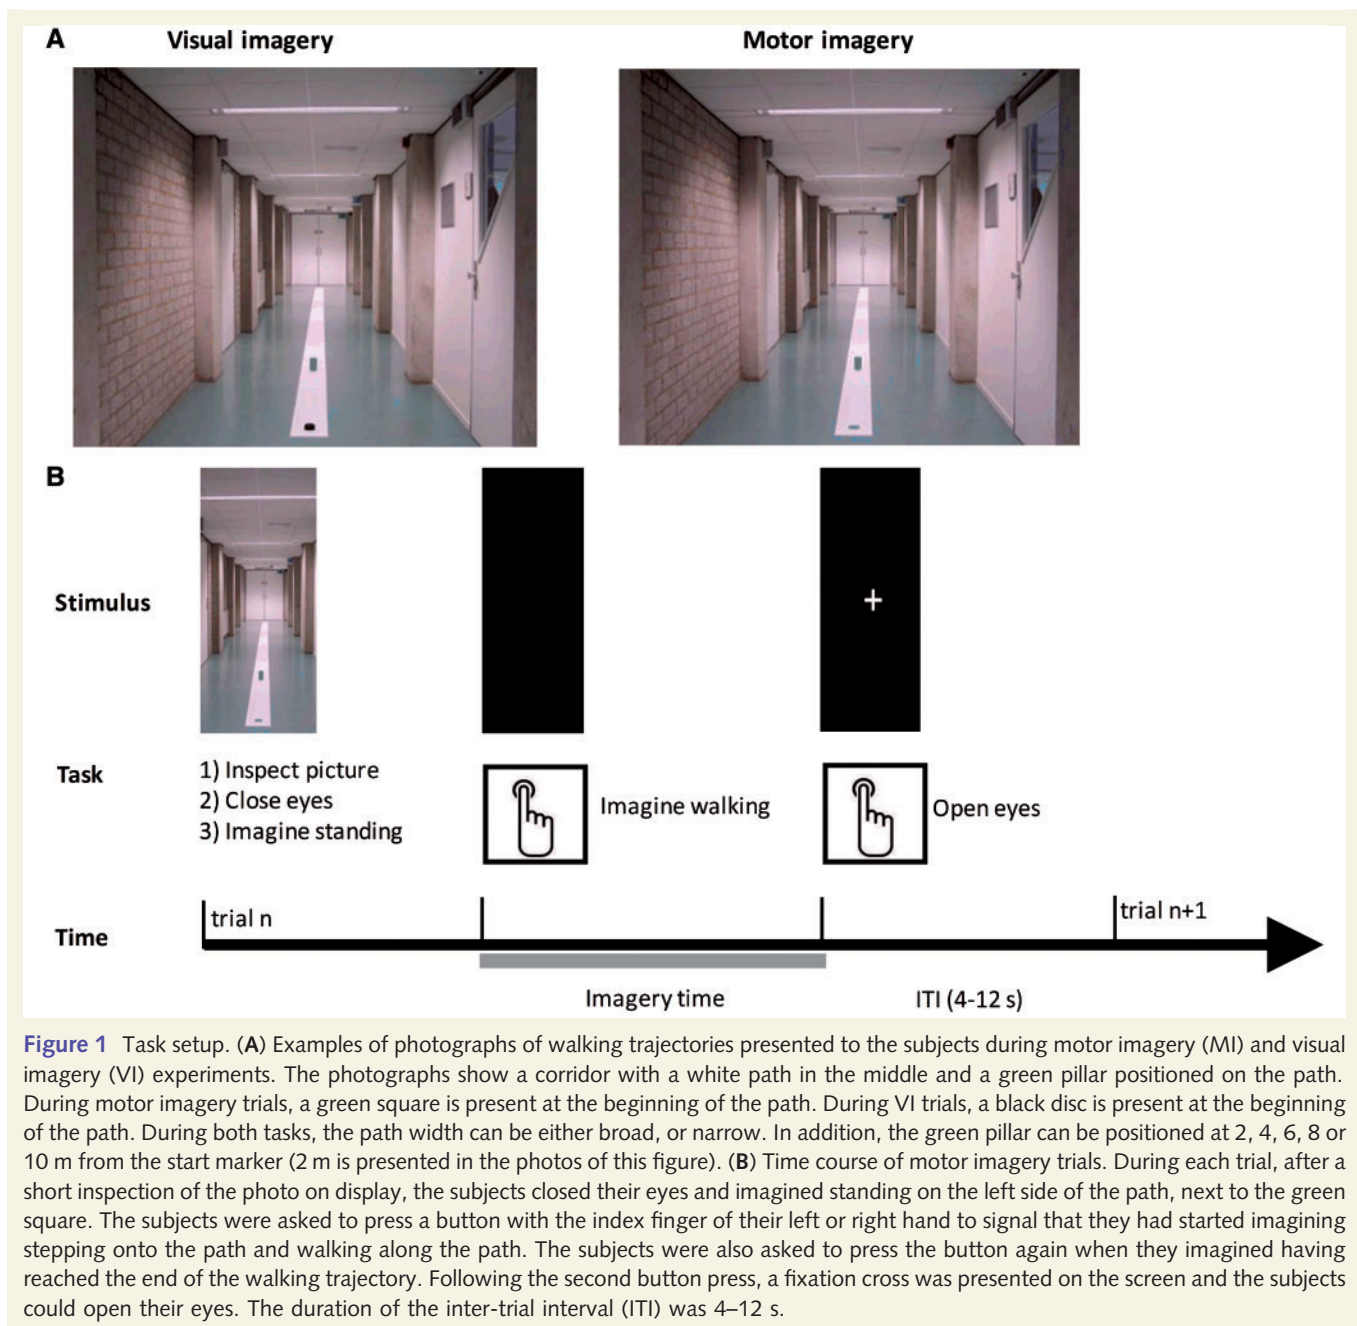 A
Visual imagery
Motor imagery
B
Stimulus
+
Task
1) Inspect picture
2) Close eyes
3) Imagine standing
Imagine walking
Open eyes
Time
trial n
trial n+1
Imagery time
ITI (4-12 s)
Figure 1 Task setup. (A) Examples of photographs of walking trajectories presented to the subjects during motor imagery (MI) and visual
imagery (VI) experiments. The photographs show a corridor with a white path in the middle and a green pillar positioned on the path.
During motor imagery trials, a green square is present at the beginning of the path. During VI trials, a black disc is present at the beginning
of the path. During both tasks, the path width can be either broad, or narrow. In addition, the green pillar can be positioned at 2, 4, 6, 8 or
10 m from the start marker (2 m is presented in the photos of this figure). (B) Time course of motor imagery trials. During each trial, after a
short inspection of the photo on display, the subjects closed their eyes and imagined standing on the left side of the path, next to the green
square. The subjects were asked to press a button with the index finger of their left or right hand to signal that they had started imagining
stepping onto the path and walking along the path. The subjects were also asked to press the button again when they imagined having
reached the end of the walking trajectory. Following the second button press, a fixation cross was presented on the screen and the subjects
could open their eyes. The duration of the inter-trial interval (ITI) was 4–12 s.